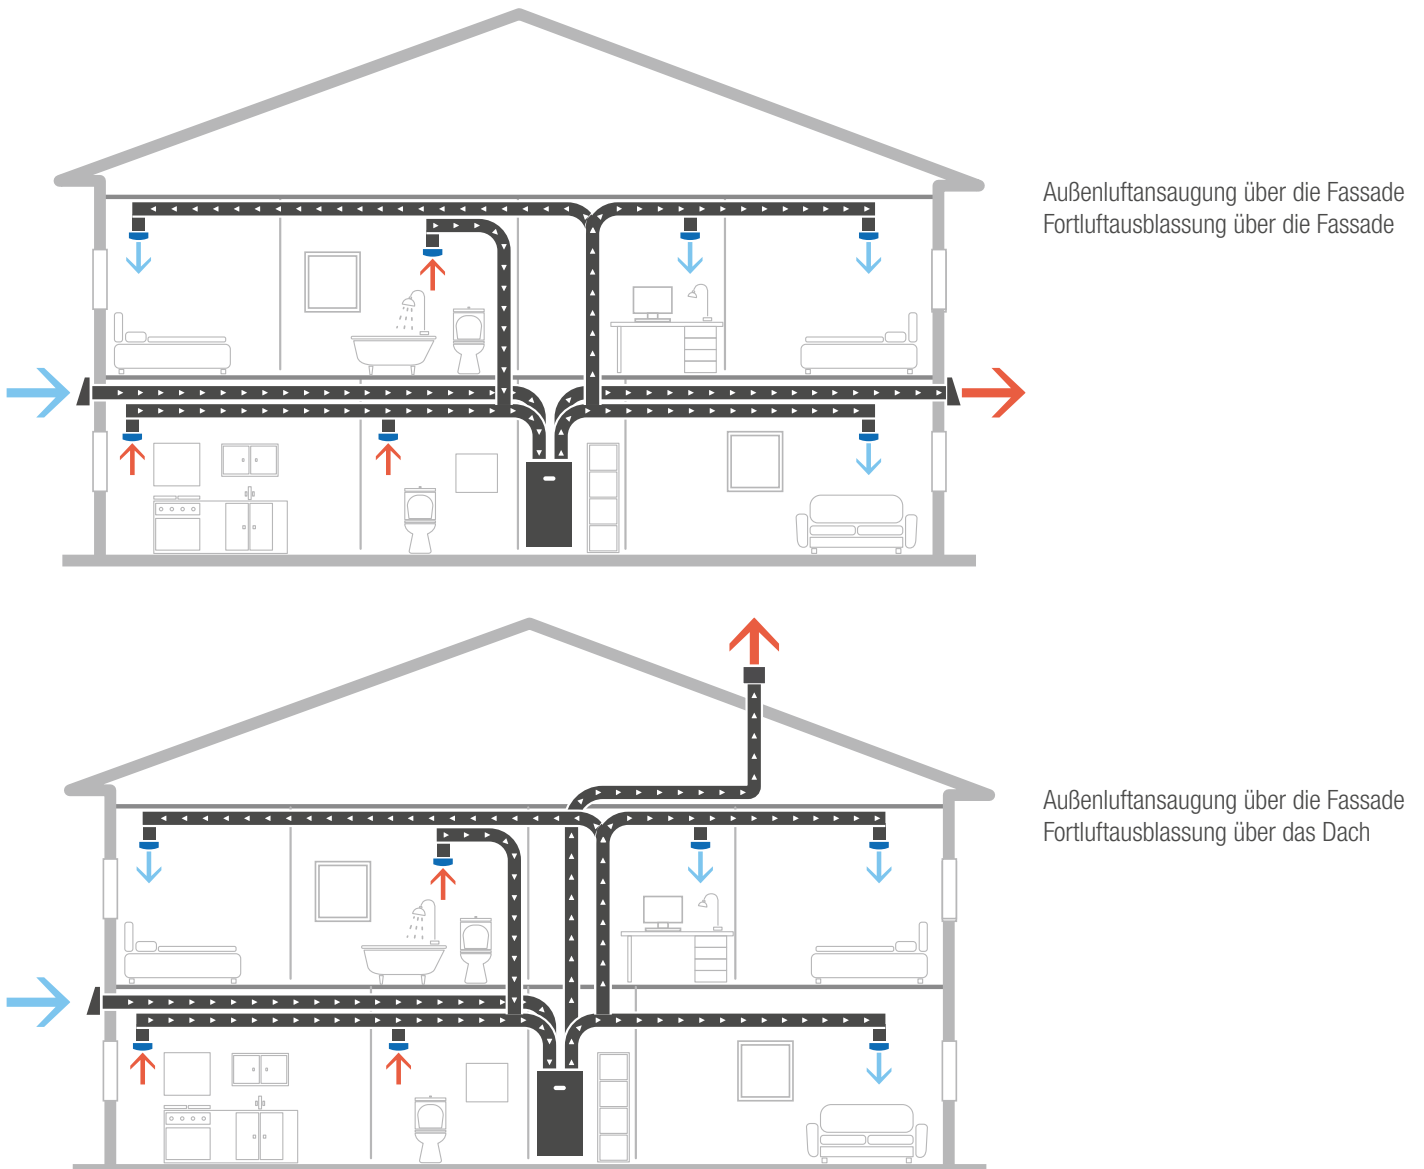 Außenluftansaugung über die Fassade
Fortluftausblassung über die Fassade
Außenluftansaugung über die Fassade
Fortluftausblassung über das Dach